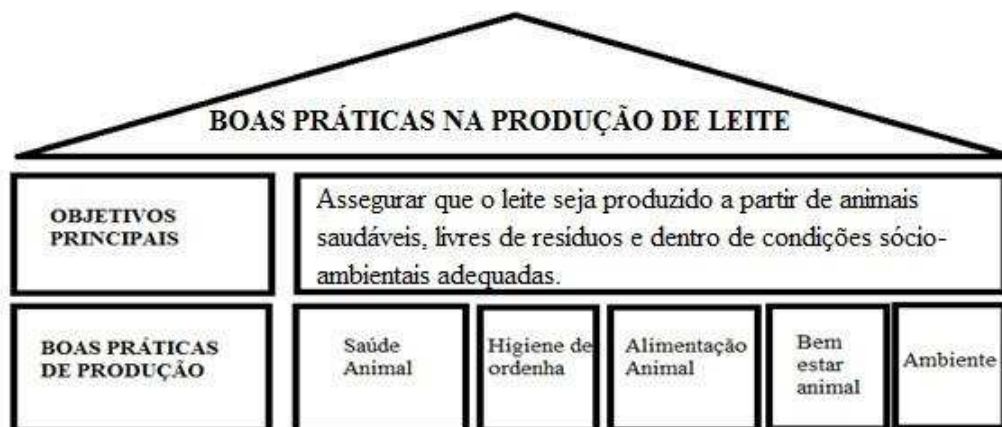 BOAS PRÁTICAS NA PRODUÇÃO DE LEITE
OBJETIVOS
PRINCIPAIS
Assegurar que o leite seja produzido a partir de animais
saudáveis, livres de resíduos e dentro de condições sócio-
ambientais adequadas.
BOAS PRÁTICAS
DE PRODUÇÃO
Saúde
Animal
Higiene de
ordenha
Alimentação
Animal
Bem
estar
animal
Ambiente